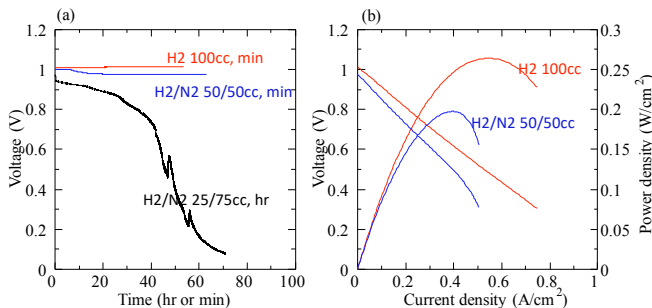 (a)
(b)
1.2
1
0.8
0.6
0.4
0.2
0
Voltage (V)
H2 100cc, min
H2/N2 50/50cc, min
H2/N2 25/75cc, hr
0 20 40 60 80 100
Time (hr or min)
1.2
1
0.8
0.6
0.4
0.2
0
Voltage (V)
H2 100cc
H2/N2 50/50cc
0.3
0.25
0.2
0.15
0.1
0.05
0
Power density (W/cm²)
0 0.2 0.4 0.6 0.8 1
Current density (A/cm²)